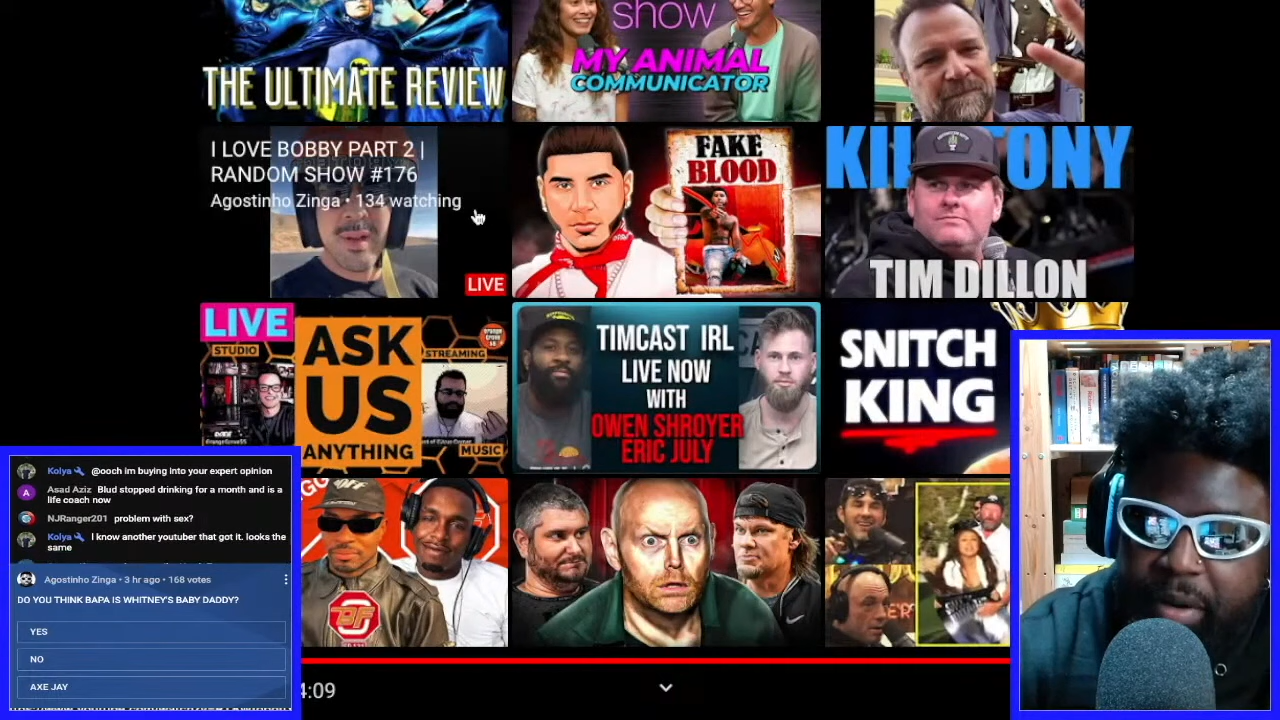 show
THE ULTIMATE REVIEW
MY ANIMAL
COMMUNICATOR
I LOVE BOBBY PART 2 |
RANDOM SHOW #176
Agostinho Zinga • 134 watching
LIVE
FAKE
BLOOD
TIM DILLON
LIVE
STUDIO
ASK
US
ANYTHING
STREAMING
MUSIC
TIMCAST IRL
LIVE NOW
WITH
OWEN SHROYER
ERIC JULY
SNITCH
KING
OFF
BF
Kolya @ooch im buying into your expert opinion
Asad Aziz Blud stopped drinking for a month and is a
life coach now
NJRanger201 problem with sex?
Kolya I know another youtuber that got it. looks the
same
Agostinho Zinga • 3 hr ago • 168 votes
DO YOU THINK BAPA IS WHITNEY'S BABY DADDY?
YES
NO
AXE JAY
:09